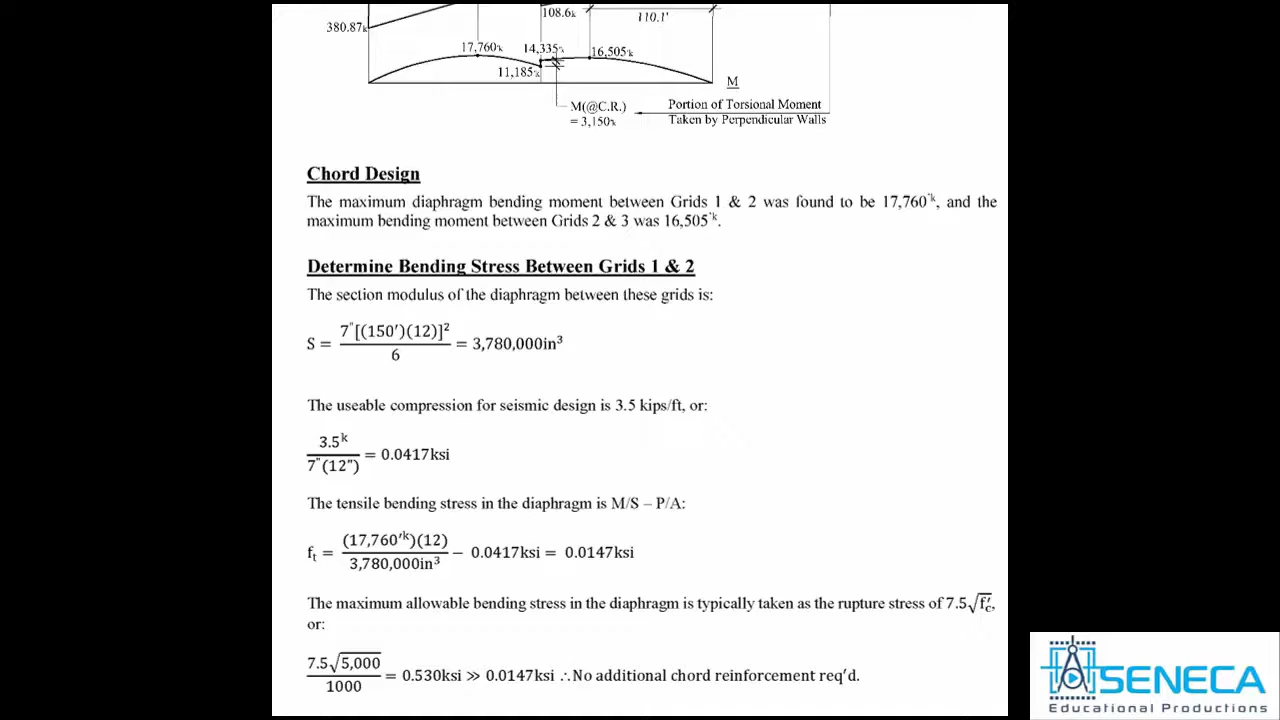 380.87k
108.6k
110.1'
17,760'k
14,335'k
16,505'k
11,185'k
M
M(@C.R.)
= 3,150'k
Portion of Torsional Moment
Taken by Perpendicular Walls
Chord Design
The maximum diaphragm bending moment between Grids 1 & 2 was found to be 17,760'k, and the
maximum bending moment between Grids 2 & 3 was 16,505'k.
Determine Bending Stress Between Grids 1 & 2
The section modulus of the diaphragm between these grids is:
S = 7"[(150′)(12)]² / 6 = 3,780,000in³
The useable compression for seismic design is 3.5 kips/ft, or:
3.5ᵏ / 7"(12") = 0.0417ksi
The tensile bending stress in the diaphragm is M/S – P/A:
fₜ = (17,760′ᵏ)(12) / 3,780,000in³ − 0.0417ksi = 0.0147ksi
The maximum allowable bending stress in the diaphragm is typically taken as the rupture stress of 7.5√f′c,
or:
7.5√5,000 / 1000 = 0.530ksi ≫ 0.0147ksi ∴No additional chord reinforcement req'd.
SENECA
Educational Productions